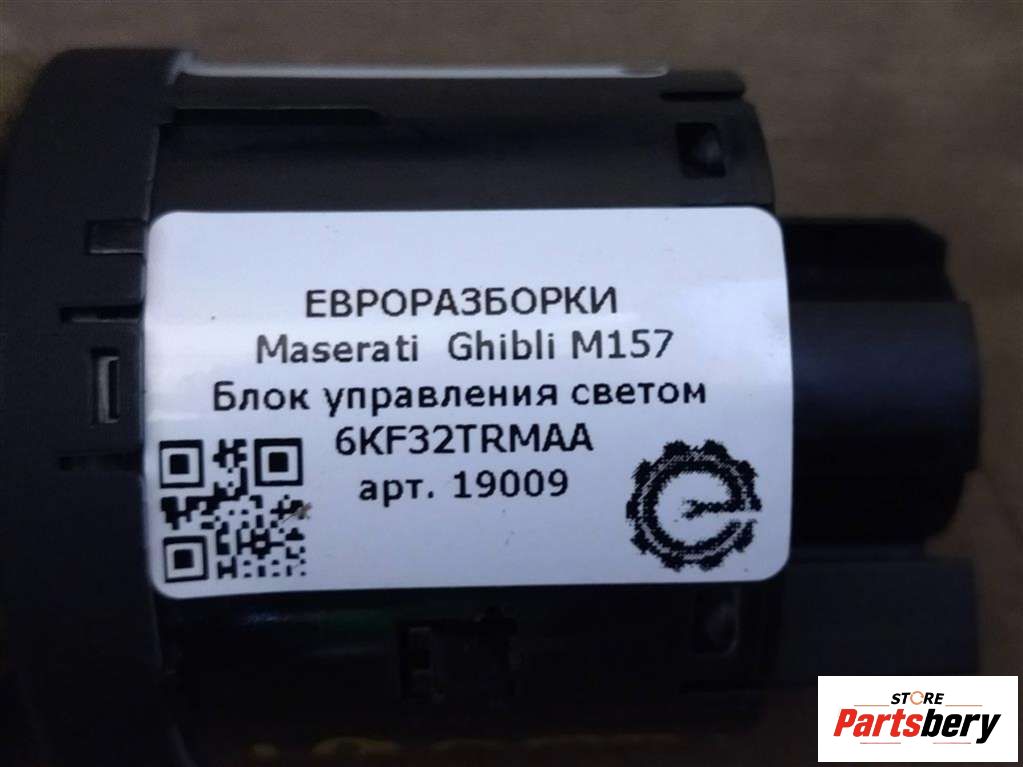 ЕВРОРАЗБОРКИ
Maserati Ghibli M157
Блок управления светом
6KF32TRMAA
арт. 19009
STORE
Partsbery